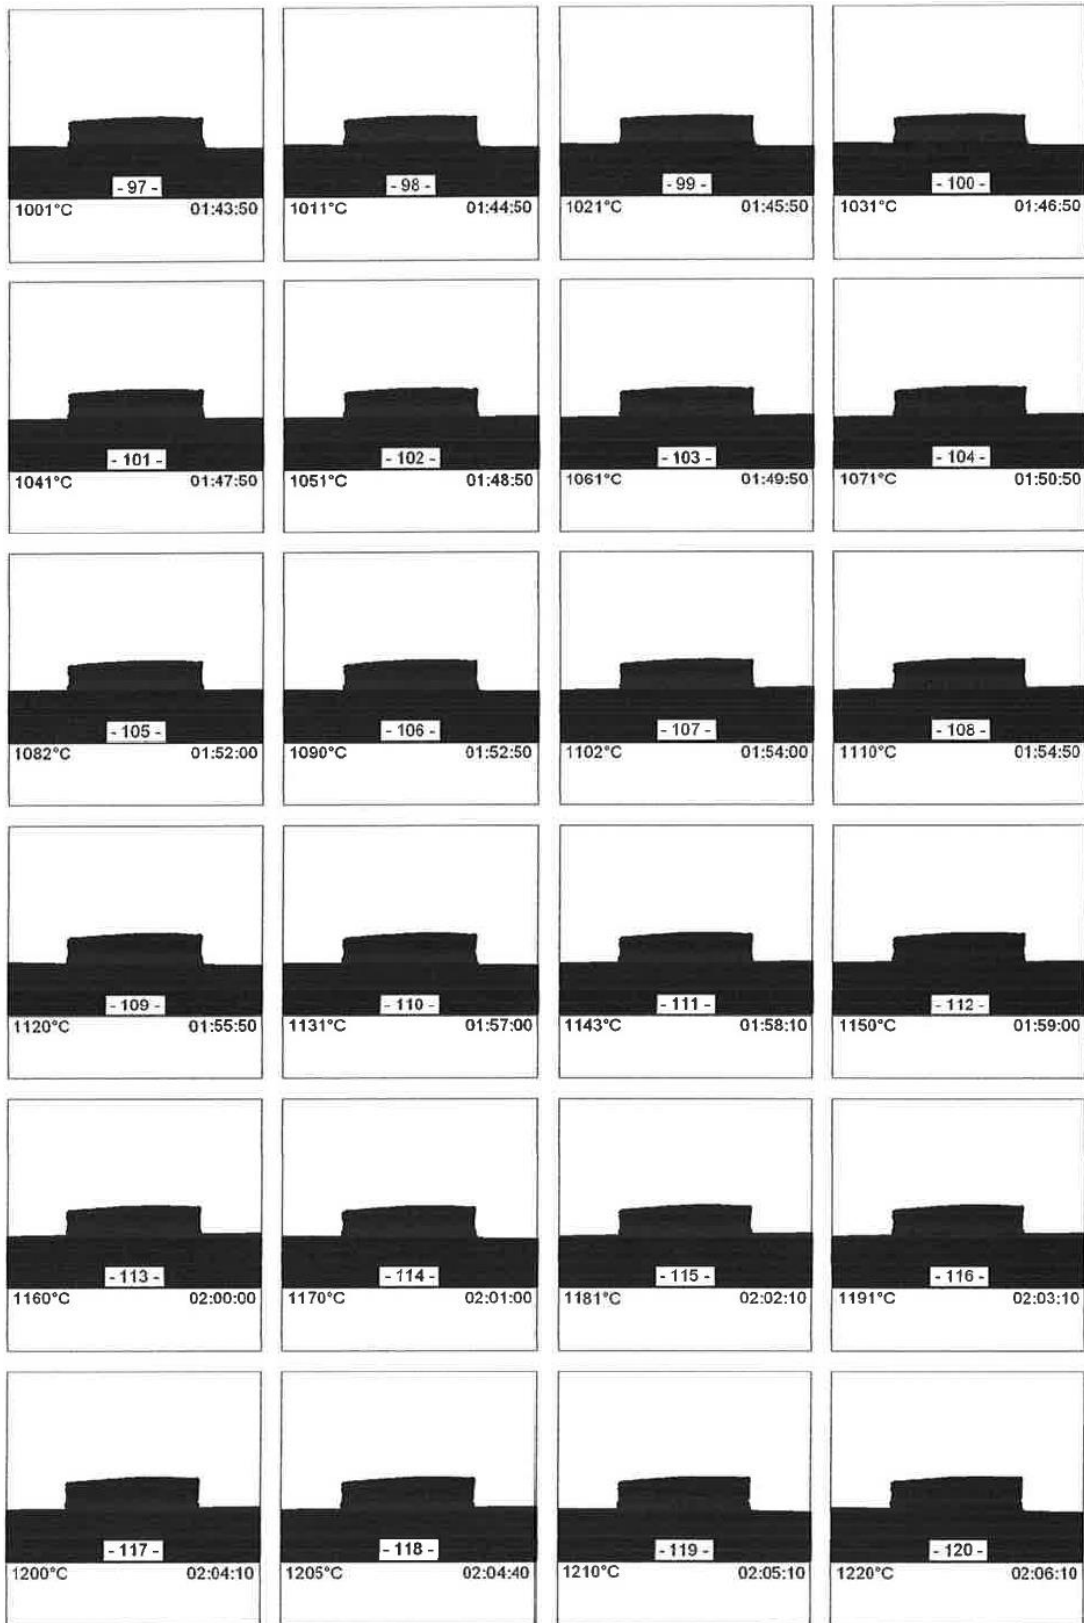 - 97 - - 98 - - 99 - - 100 -
1001°C 01:43:50 1011°C 01:44:50 1021°C 01:45:50 1031°C 01:46:50
- 101 - - 102 - - 103 - - 104 -
1041°C 01:47:50 1051°C 01:48:50 1061°C 01:49:50 1071°C 01:50:50
- 105 - - 106 - - 107 - - 108 -
1082°C 01:52:00 1090°C 01:52:50 1102°C 01:54:00 1110°C 01:54:50
- 109 - - 110 - - 111 - - 112 -
1120°C 01:55:50 1131°C 01:57:00 1143°C 01:58:10 1150°C 01:59:00
- 113 - - 114 - - 115 - - 116 -
1160°C 02:00:00 1170°C 02:01:00 1181°C 02:02:10 1191°C 02:03:10
- 117 - - 118 - - 119 - - 120 -
1200°C 02:04:10 1205°C 02:04:40 1210°C 02:05:10 1220°C 02:06:10